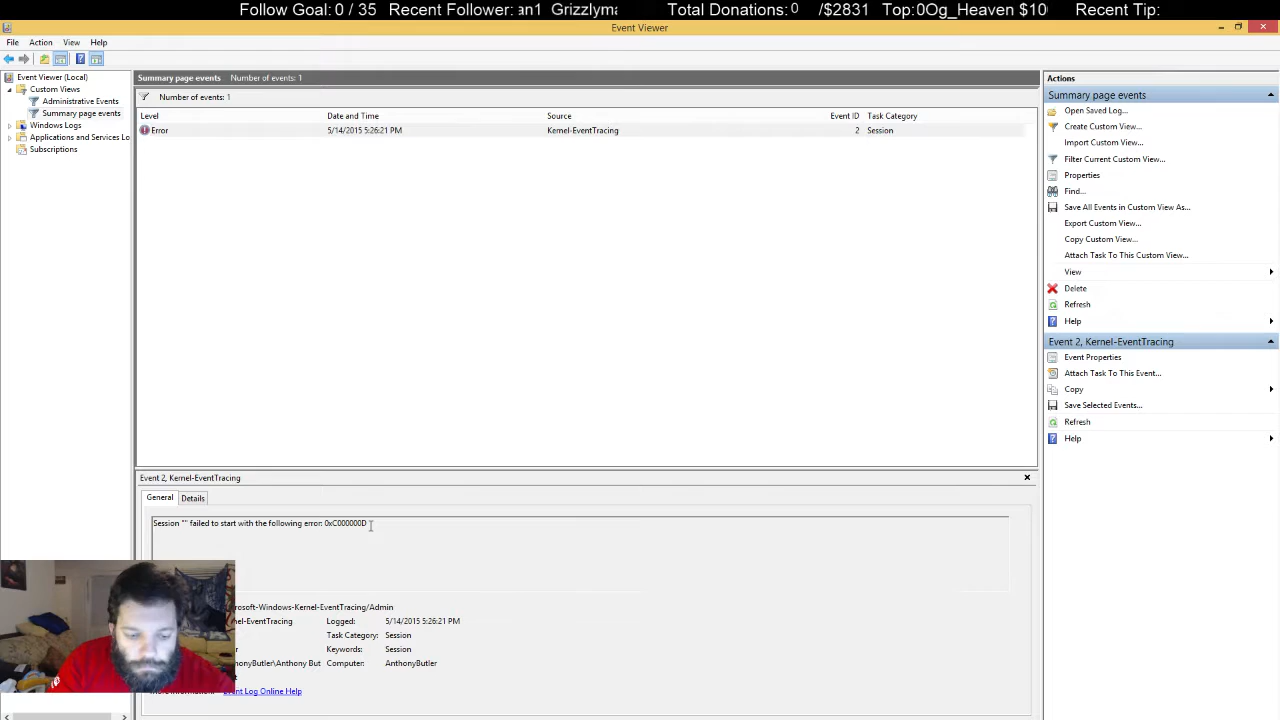 Follow Goal: 0 / 35 Recent Follower: an1 Grizzlyma Total Donations: 0 /$2831 Top:0Og_Heaven $100 Recent Tip:
Event Viewer
File Action View Help
Event Viewer (Local)
Custom Views
Administrative Events
Summary page events
Windows Logs
Applications and Services Lo
Subscriptions
Summary page events Number of events: 1
Number of events: 1
Level Date and Time Source Event ID Task Category
Error 5/14/2015 5:26:21 PM Kernel-EventTracing 2 Session
Event 2, Kernel-EventTracing
General Details
Session "" failed to start with the following error: 0xC000000D
rosoft-Windows-Kernel-EventTracing/Admin
nel-EventTracing Logged: 5/14/2015 5:26:21 PM
Task Category: Session
Keywords: Session
honyButler\Anthony But Computer: AnthonyButler
Event Log Online Help
Actions
Summary page events
Open Saved Log...
Create Custom View...
Import Custom View...
Filter Current Custom View...
Properties
Find...
Save All Events in Custom View As...
Export Custom View...
Copy Custom View...
Attach Task To This Custom View...
View
Delete
Refresh
Help
Event 2, Kernel-EventTracing
Event Properties
Attach Task To This Event...
Copy
Save Selected Events...
Refresh
Help